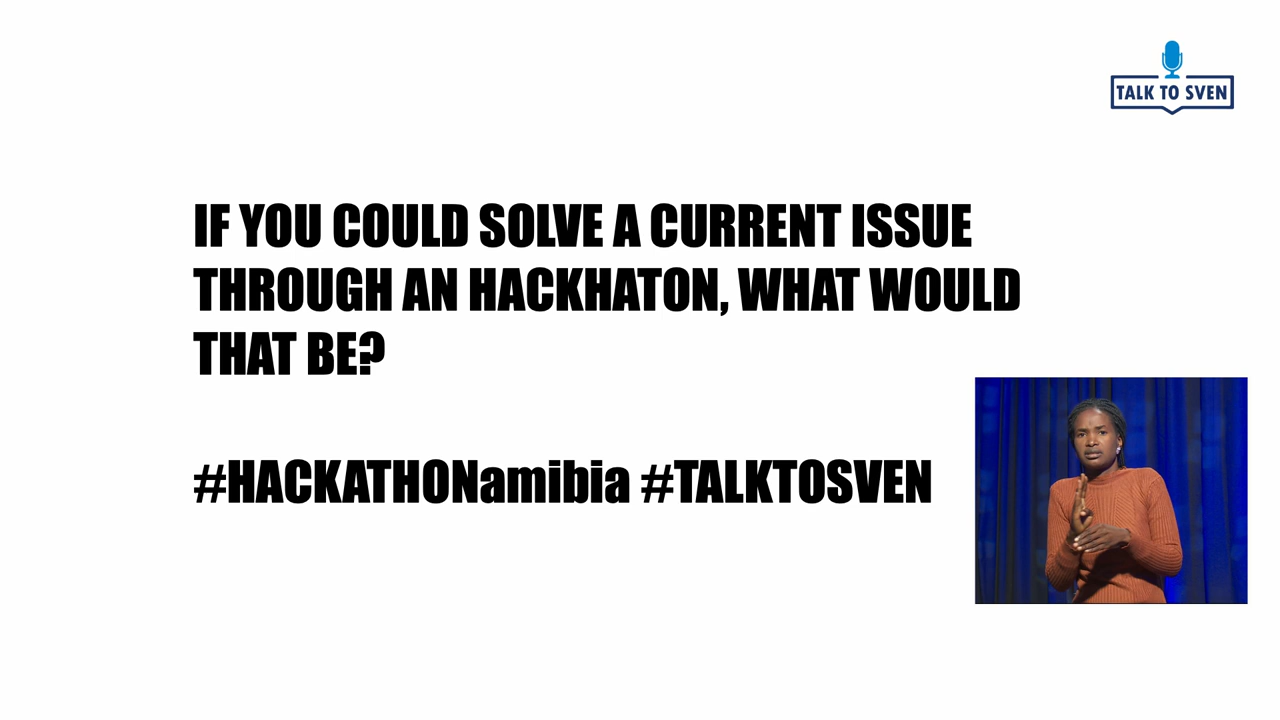 TALK TO SVEN
IF YOU COULD SOLVE A CURRENT ISSUE
THROUGH AN HACKHATON, WHAT WOULD
THAT BE?
#HACKATHONamibia #TALKTOSVEN